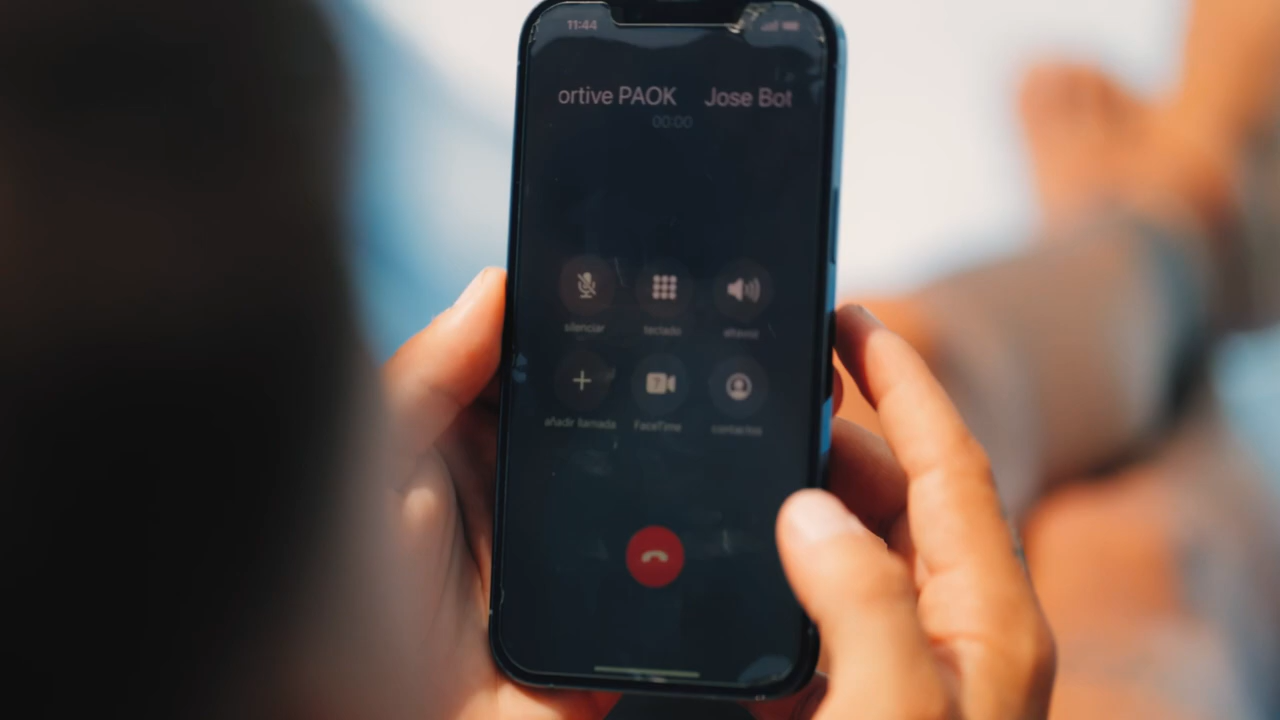 11:44
ortive PAOK Jose Bot
00:00
silenciar teclado altavoz
añadir llamada FaceTime contactos